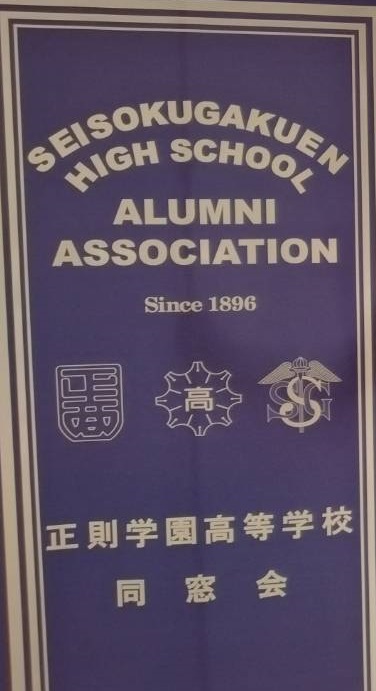 SEISOKUGAKUEN
HIGH SCHOOL
ALUMNI
ASSOCIATION
Since 1896
高
SG
正則学園高等学校
同窓会